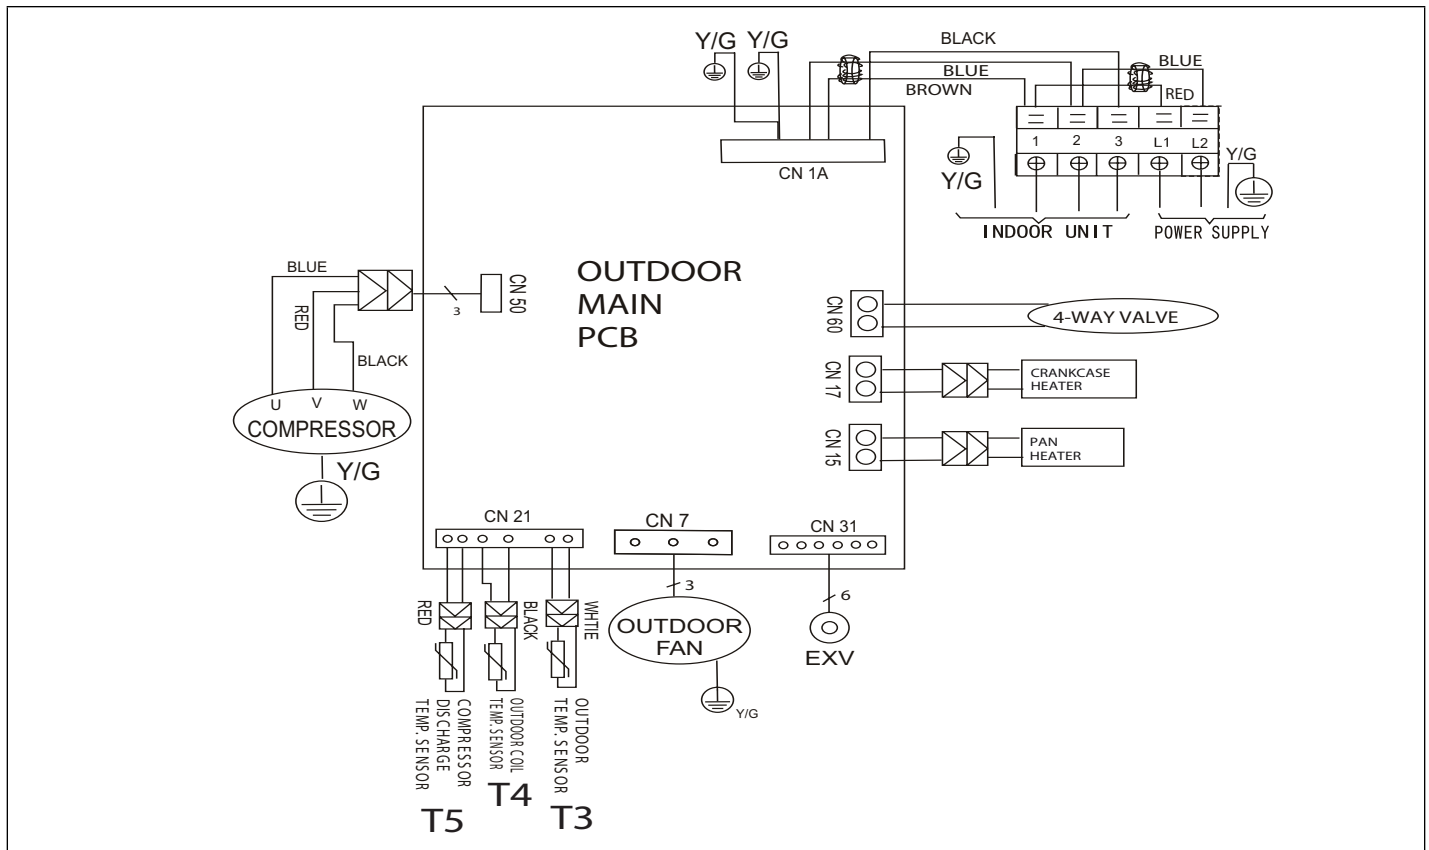 Y/G Y/G
BLACK
BLUE
BLUE
BROWN
RED
1 2 3 L1 L2
CN 1A
Y/G
Y/G
INDOOR UNIT
POWER SUPPLY
OUTDOOR
MAIN
PCB
BLUE
RED
BLACK
3
CN 50
U V W
COMPRESSOR
Y/G
CN 60
4-WAY VALVE
CN 17
CRANKCASE
HEATER
CN 15
PAN
HEATER
CN 21
CN 7
CN 31
RED
BLACK
WHTIE
3
6
OUTDOOR
FAN
EXV
Y/G
COMPRESSOR
DISCHARGE
TEMP. SENSOR
T5
OUTDOOR COIL
TEMP. SENSOR
T4
OUTDOOR
TEMP. SENSOR
T3